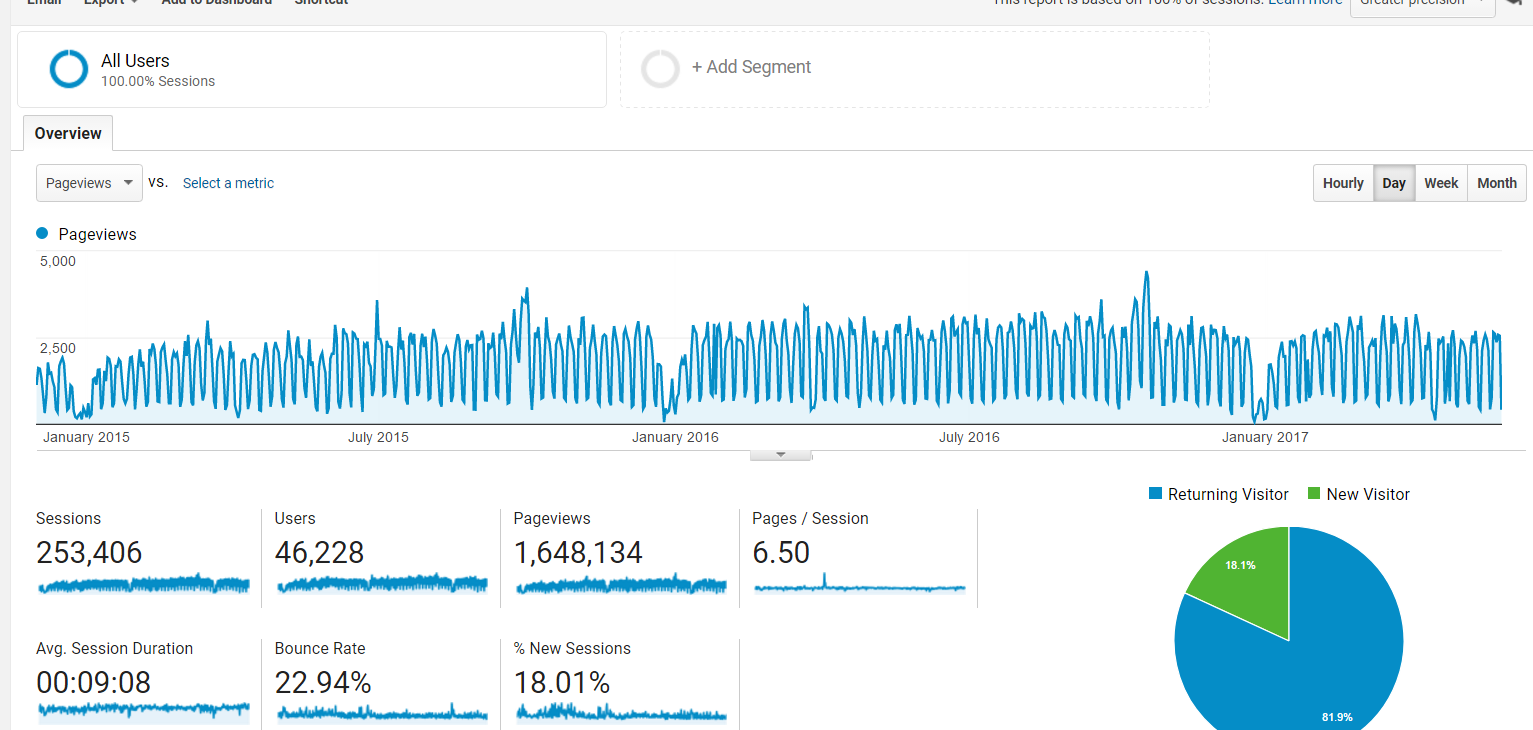 Email Export Add to Dashboard Shortcut
This report is based on 100% of sessions. Learn more Greater precision
All Users
100.00% Sessions
+ Add Segment
Overview
Pageviews VS. Select a metric
Hourly Day Week Month
Pageviews
5,000
2,500
January 2015 July 2015 January 2016 July 2016 January 2017
Returning Visitor New Visitor
Sessions
253,406
Users
46,228
Pageviews
1,648,134
Pages / Session
6.50
Avg. Session Duration
00:09:08
Bounce Rate
22.94%
% New Sessions
18.01%
18.1%
81.9%